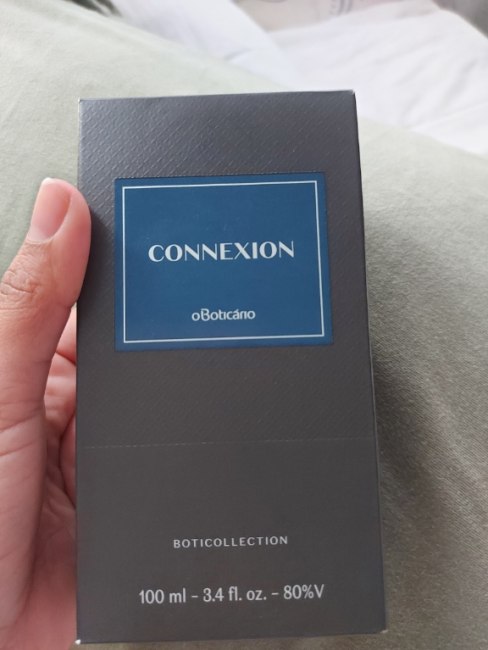 CONNEXION
oBoticário
BOTICOLLECTION
100 ml - 3.4 fl. oz. - 80%V